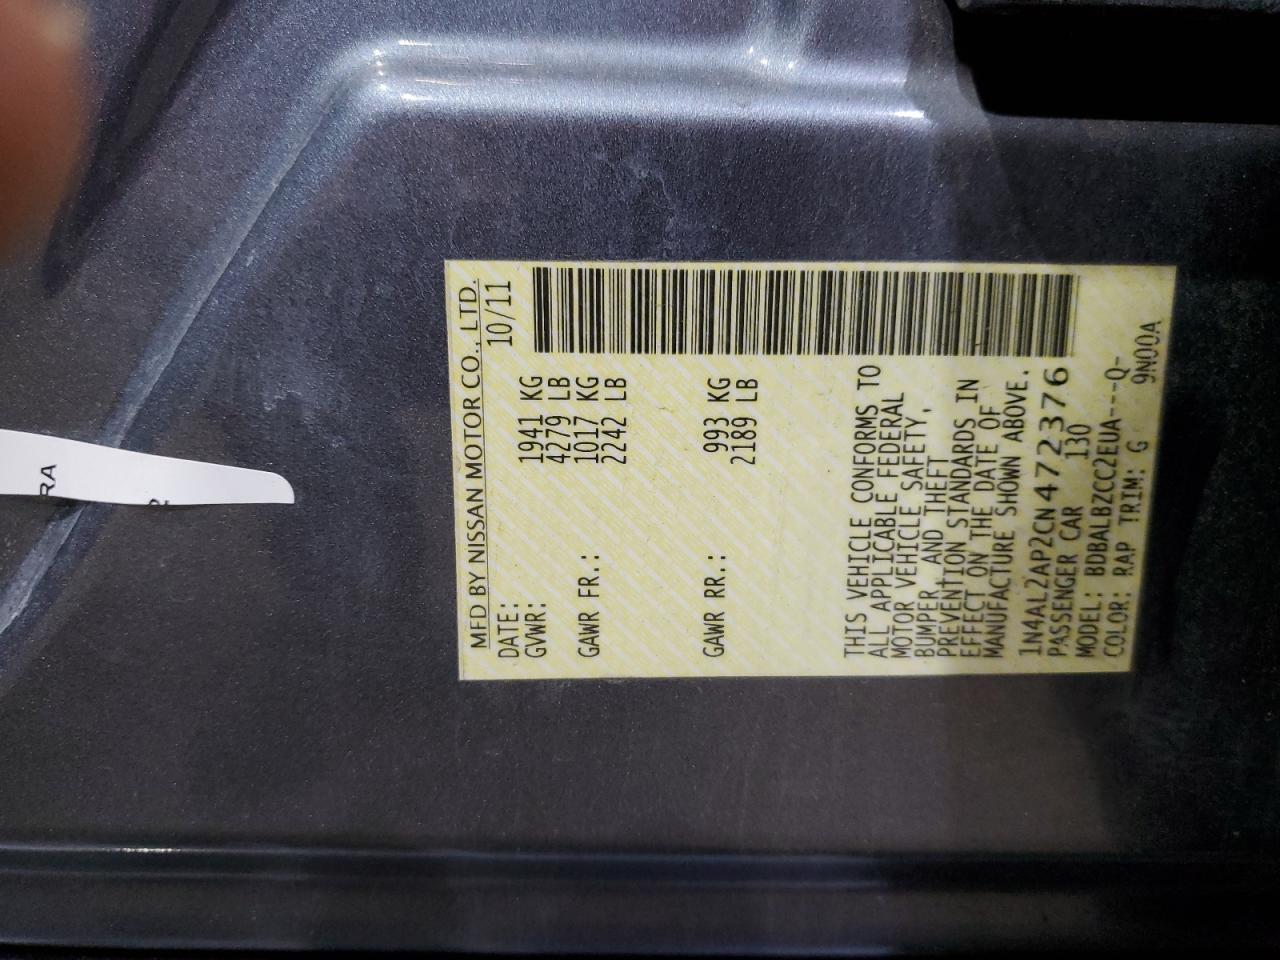 MFD BY NISSAN MOTOR CO., LTD.
DATE: 10/11
GVWR: 1941 KG
4279 LB
GAWR FR.: 1017 KG
2242 LB
GAWR RR.: 993 KG
2189 LB
THIS VEHICLE CONFORMS TO
ALL APPLICABLE FEDERAL
MOTOR VEHICLE SAFETY,
BUMPER AND THEFT
PREVENTION STANDARDS IN
EFFECT ON THE DATE OF
MANUFACTURE SHOWN ABOVE.
1N4AL2AP2CN472376
PASSENGER CAR 130
MODEL: BDBALBZCC2EUA---Q-
COLOR: RAP TRIM: G 9N00A
RA